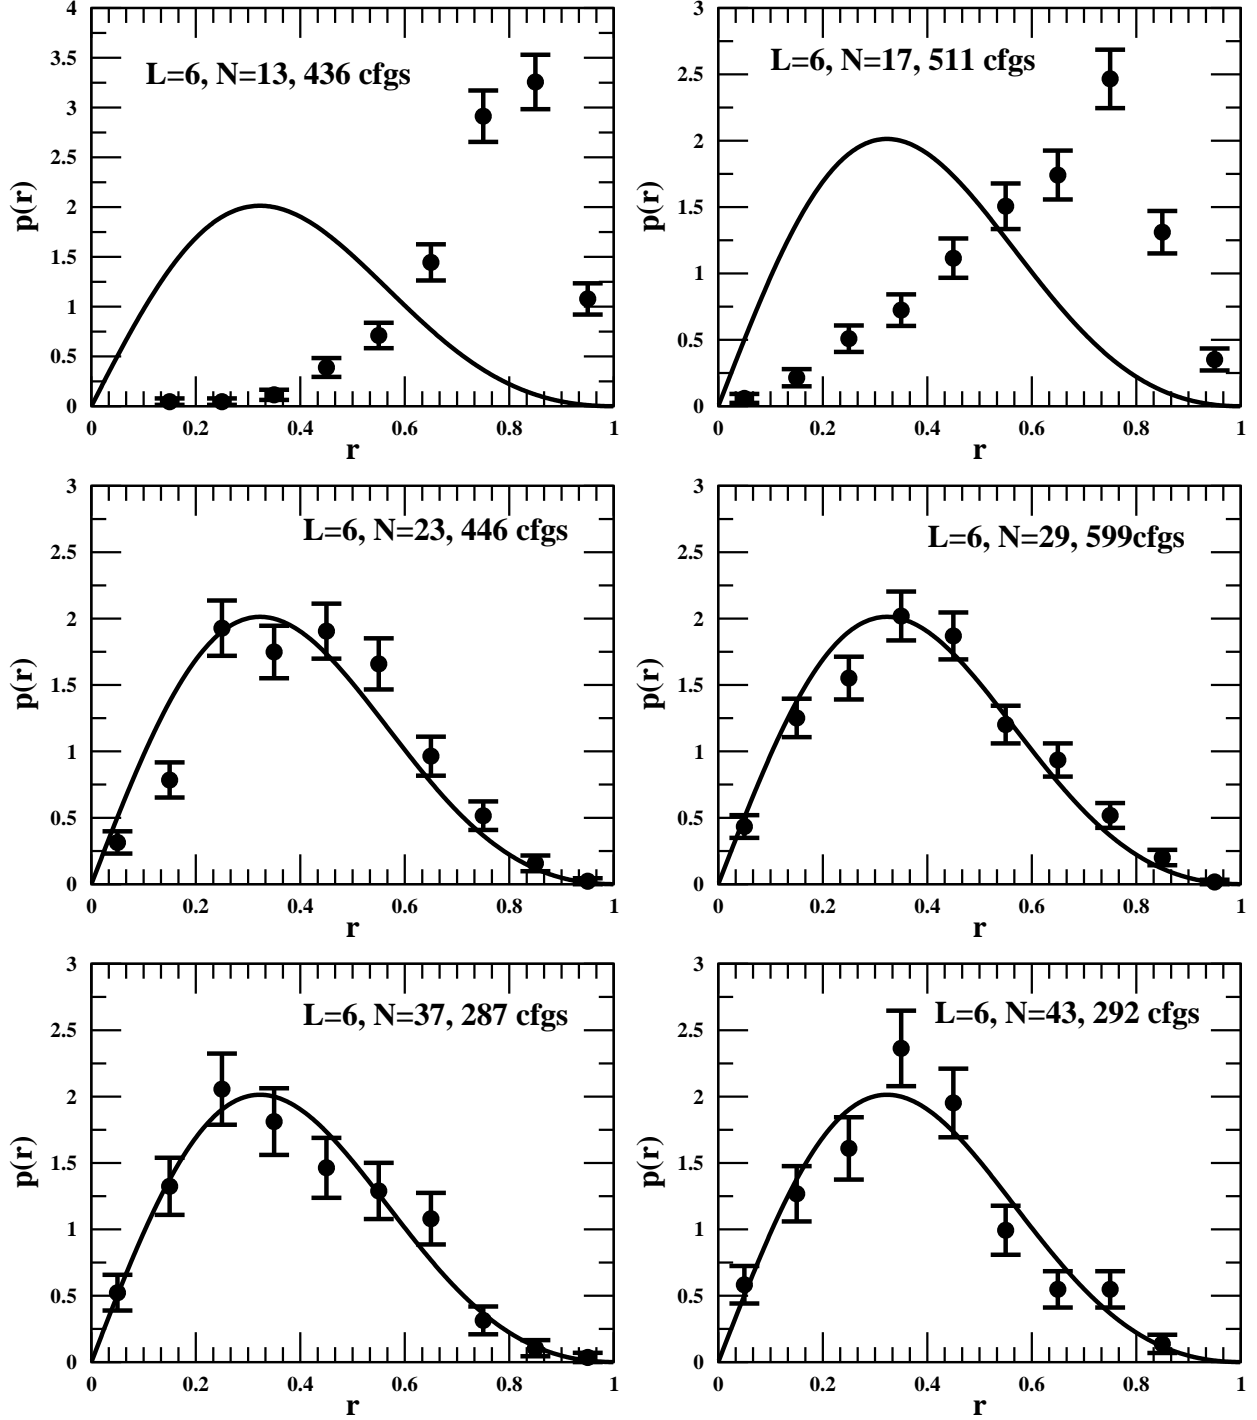 4
3.5
3
2.5
2
1.5
1
0.5
0
p(r)
L=6, N=13, 436 cfgs
0 0.2 0.4 0.6 0.8 1
r
3
2.5
2
1.5
1
0.5
0
p(r)
L=6, N=17, 511 cfgs
0 0.2 0.4 0.6 0.8 1
r
3
2.5
2
1.5
1
0.5
0
p(r)
L=6, N=23, 446 cfgs
0 0.2 0.4 0.6 0.8 1
r
3
2.5
2
1.5
1
0.5
0
p(r)
L=6, N=29, 599cfgs
0 0.2 0.4 0.6 0.8 1
r
3
2.5
2
1.5
1
0.5
0
p(r)
L=6, N=37, 287 cfgs
0 0.2 0.4 0.6 0.8 1
r
3
2.5
2
1.5
1
0.5
0
p(r)
L=6, N=43, 292 cfgs
0 0.2 0.4 0.6 0.8 1
r